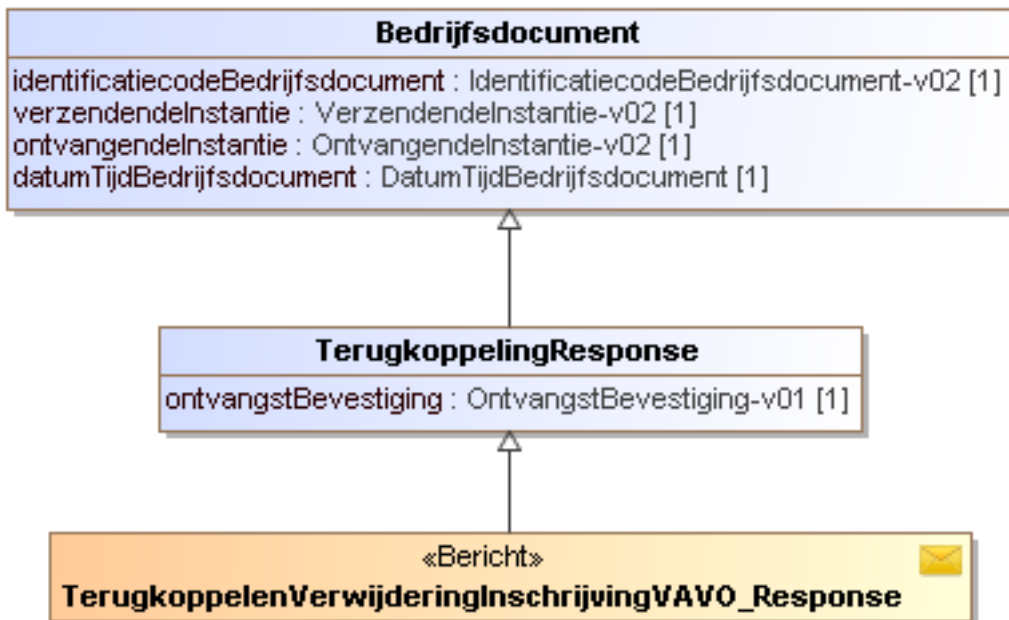 Bedrijfsdocument
identificatiecodeBedrijfsdocument : IdentificatiecodeBedrijfsdocument-v02 [1]
verzendendeInstantie : VerzendendeInstantie-v02 [1]
ontvangendeInstantie : OntvangendeInstantie-v02 [1]
datumTijdBedrijfsdocument : DatumTijdBedrijfsdocument [1]
TerugkoppelingResponse
ontvangstBevestiging : OntvangstBevestiging-v01 [1]
«Bericht»
TerugkoppelenVerwijderingInschrijvingVAVO_Response